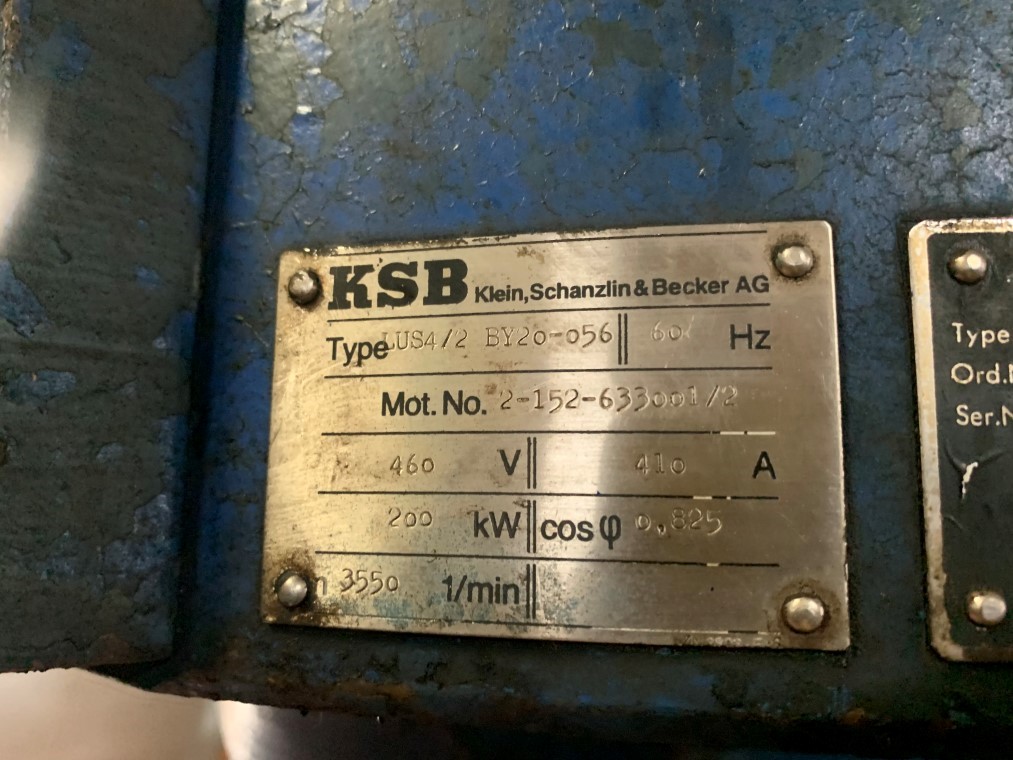 KSB Klein, Schanzlin & Becker AG
Type LUS4/2 BY20-056 60 Hz
Mot. No. 2-152-633001/2
460 V 410 A
200 kW cos φ 0,825
n 3550 1/min
Type
Ord.N
Ser.N